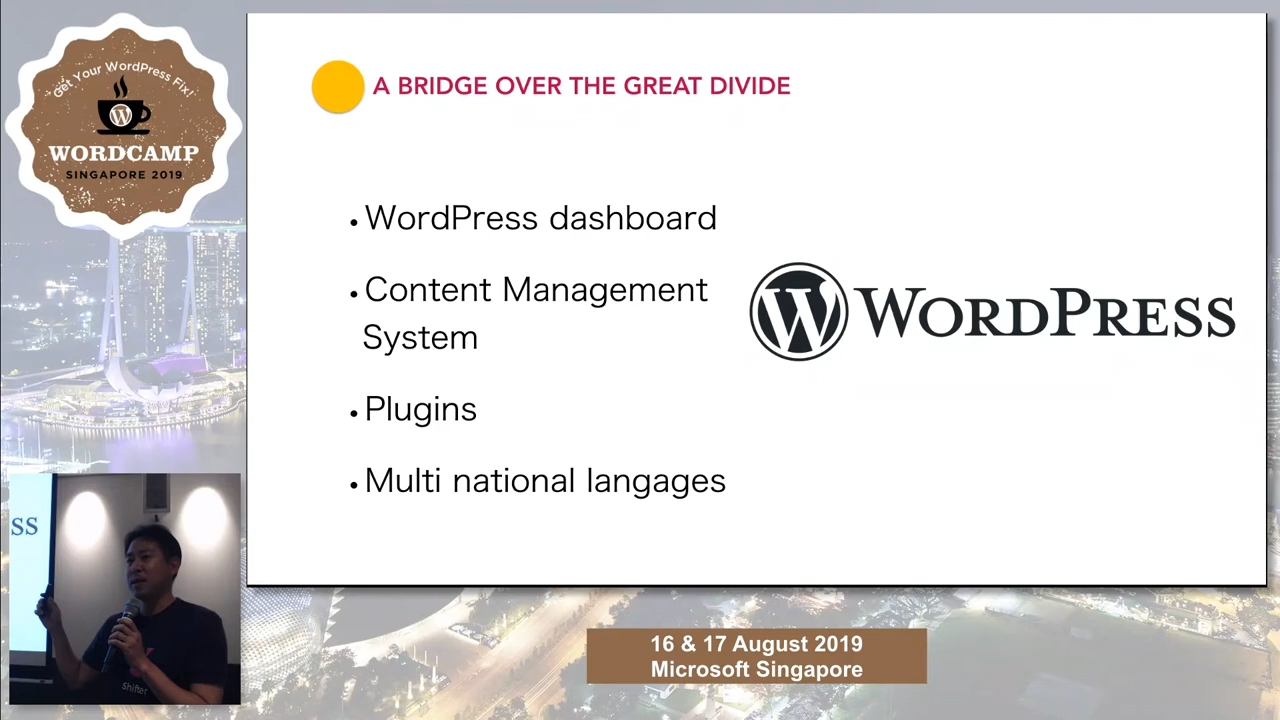 Get Your WordPress Fix!
WORDCAMP
SINGAPORE 2019
A BRIDGE OVER THE GREAT DIVIDE
• WordPress dashboard
• Content Management
System
• Plugins
• Multi national langages
WORDPRESS
SS
Shifter
16 & 17 August 2019
Microsoft Singapore